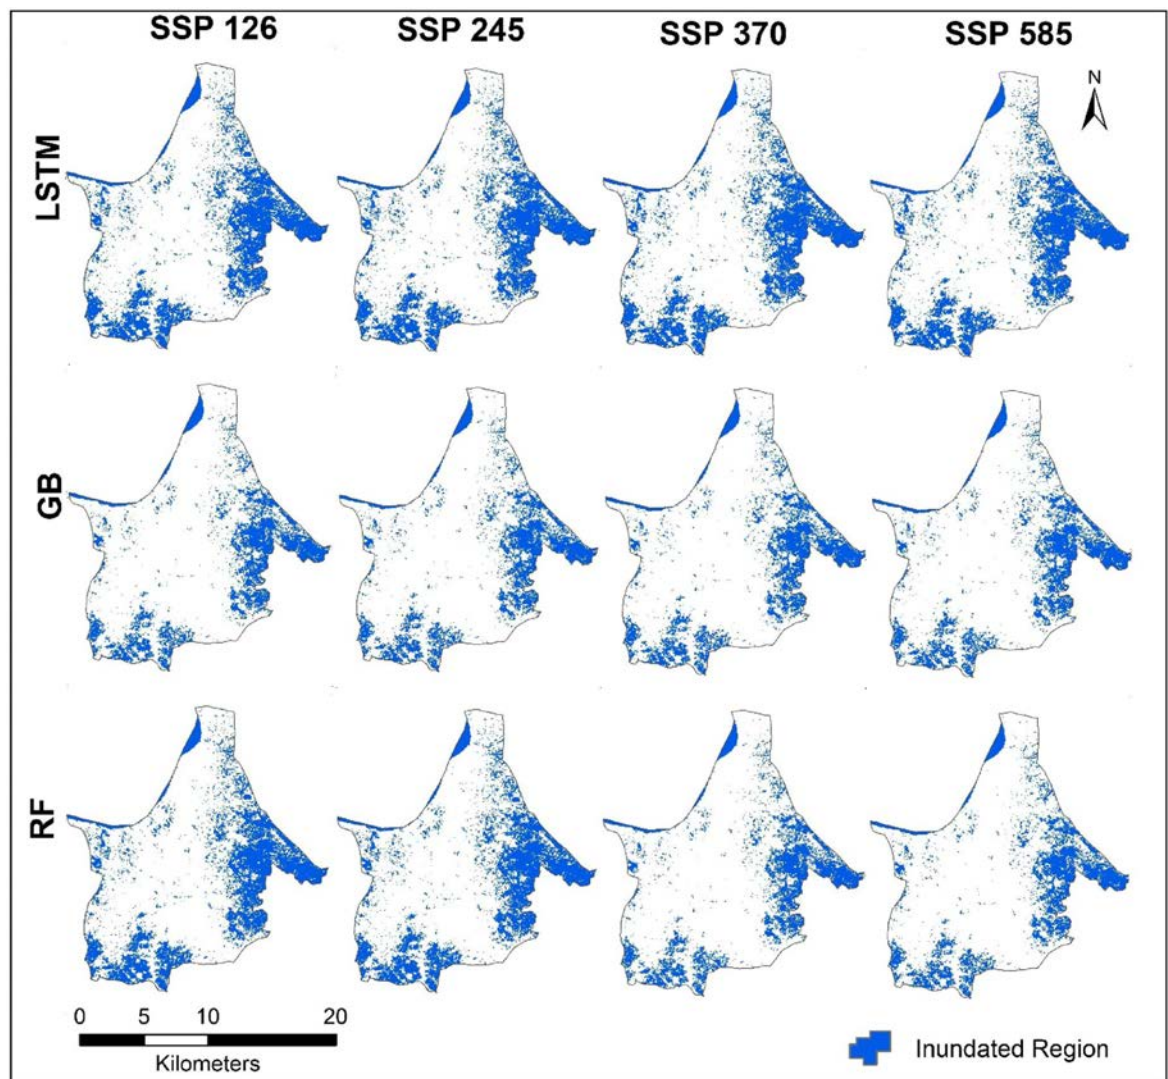 SSP 126 SSP 245 SSP 370 SSP 585
N
LSTM
GB
RF
0 5 10 20
Kilometers
Inundated Region